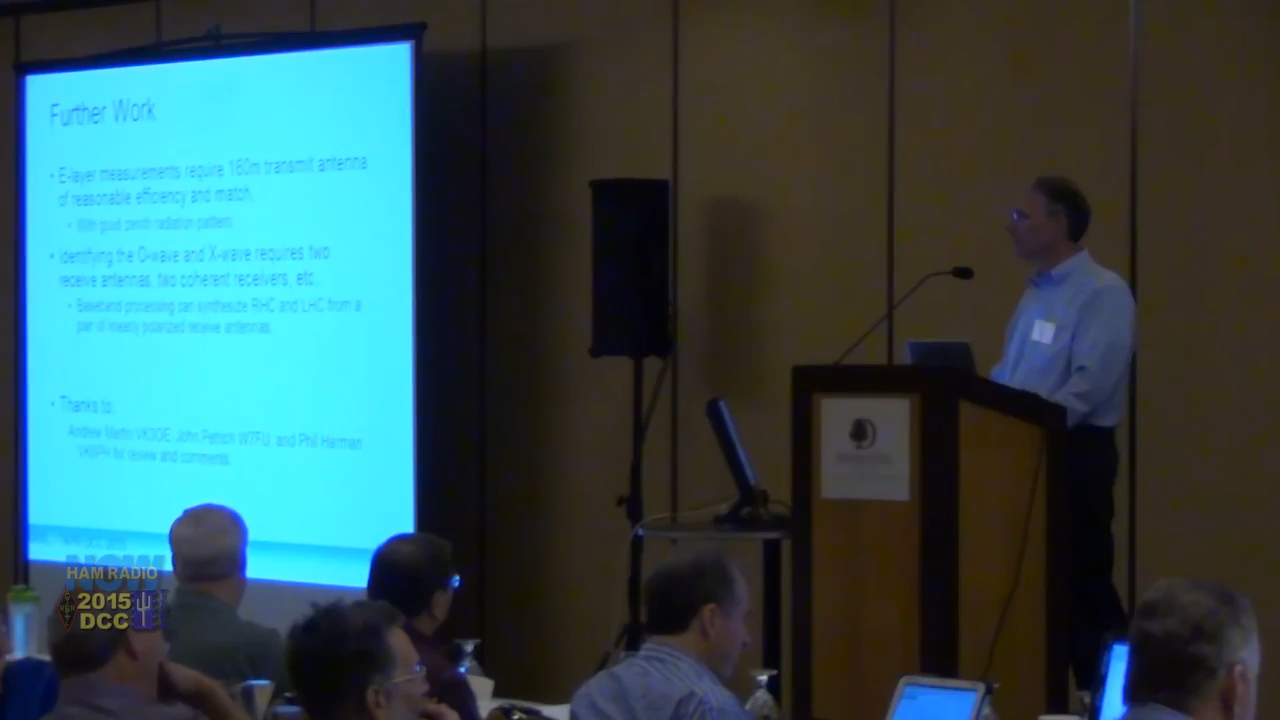 Further Work
• E-layer measurements require 160m transmit antenna
of reasonable efficiency and match.
• With good zenith radiation pattern.
• Identifying the O-wave and X-wave requires two
receive antennas, two coherent receivers, etc.
• Baseband processing can synthesize RHC and LHC from a
pair of linearly polarized receive antennas.
• Thanks to:
Andrew Martin VK3OE, John Petrich W7FU, and Phil Harman
VK6PH for review and comments.
NOW
HAM RADIO
2015
DCC